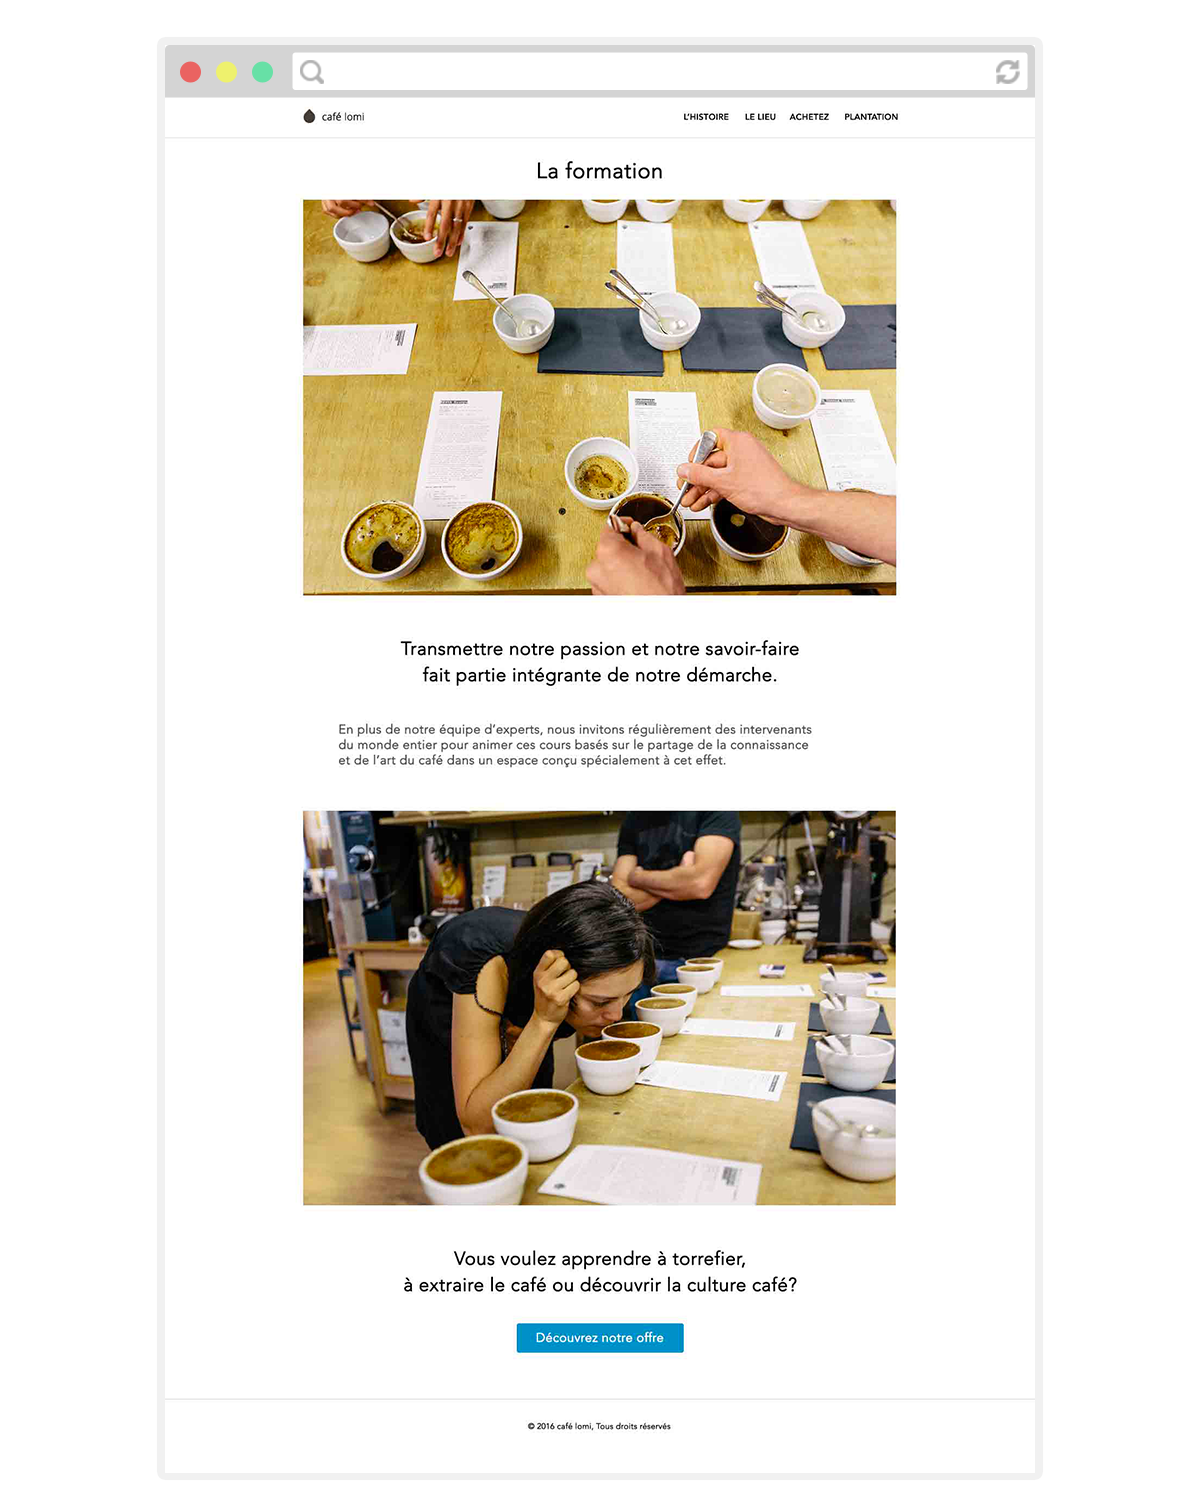 café lomi
L'HISTOIRE LE LIEU ACHETEZ PLANTATION
La formation
Transmettre notre passion et notre savoir-faire
fait partie intégrante de notre démarche.
En plus de notre équipe d'experts, nous invitons régulièrement des intervenants
du monde entier pour animer ces cours basés sur le partage de la connaissance
et de l'art du café dans un espace conçu spécialement à cet effet.
Vous voulez apprendre à torrefier,
à extraire le café ou découvrir la culture café?
Découvrez notre offre
© 2016 café lomi, Tous droits réservés